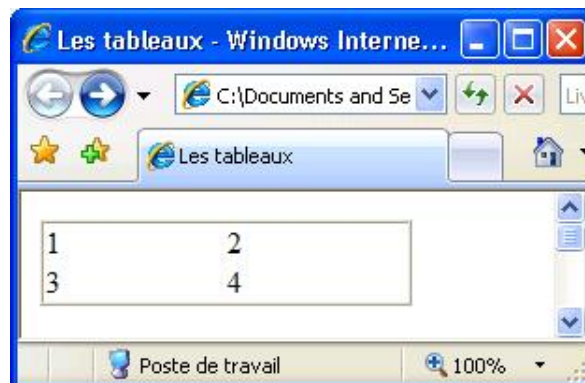 Les tableaux - Windows Interne...
C:\Documents and Se
Liv
Les tableaux
1 2
3 4
Poste de travail 100%